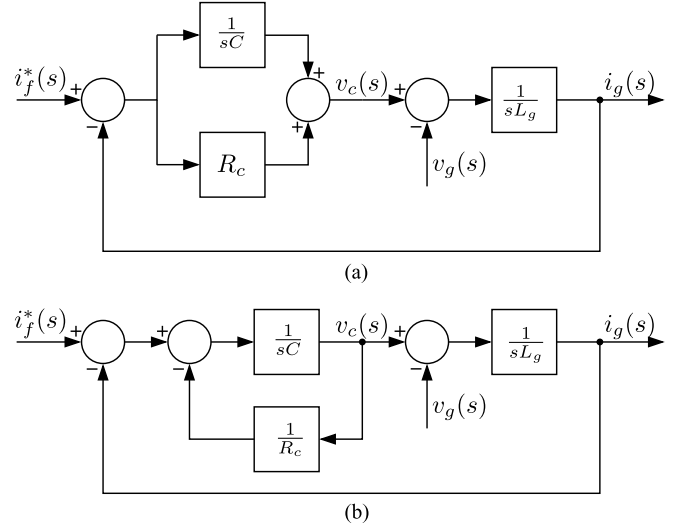 i_f^*(s) + − 1/sC R_c + + v_c(s) + − v_g(s) 1/sL_g i_g(s)
(a)
i_f^*(s) + − + − 1/sC 1/R_c v_c(s) + − v_g(s) 1/sL_g i_g(s)
(b)